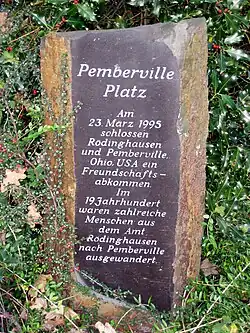 Pemberville
Platz
Am
23 März 1995
schlossen
Rödinghausen
und Pemberville,
Ohio, USA ein
Freundschafts-
abkommen.
Im
19.Jahrhundert
waren zahlreiche
Menschen aus
dem Amt
Rödinghausen
nach Pemberville
ausgewandert.